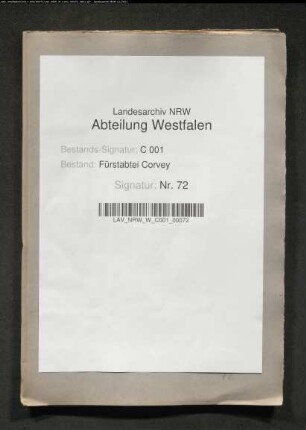 Landesarchiv NRW
Abteilung Westfalen
Bestands-Signatur: C 001
Bestand: Fürstabtei Corvey
Signatur: Nr. 72
LAV_NRW_W_C001_00072